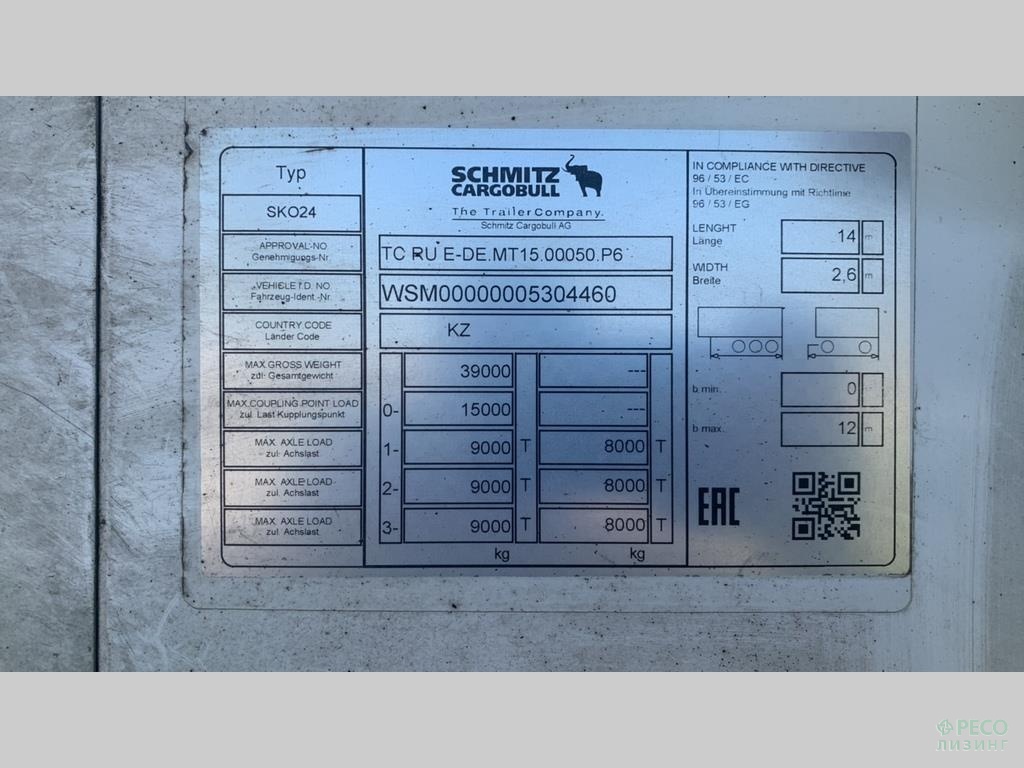 Typ
SKO24
APPROVAL-NO
Genehmigungs-Nr.
VEHICLE I.D. NO
Fahrzeug-Ident.-Nr.
COUNTRY CODE
Länder Code
MAX.GROSS WEIGHT
zul. Gesamtgewicht
MAX.COUPLING POINT LOAD
zul. Last Kupplungspunkt
MAX. AXLE LOAD
zul. Achslast
MAX. AXLE LOAD
zul. Achslast
MAX. AXLE LOAD
zul. Achslast
SCHMITZ
CARGOBULL
The Trailer Company.
Schmitz Cargobull AG
TC RU E-DE.MT15.00050.P6
WSM00000005304460
KZ
39000 ---
0- 15000 ---
1- 9000 T 8000 T
2- 9000 T 8000 T
3- 9000 T 8000 T
kg kg
IN COMPLIANCE WITH DIRECTIVE
96 / 53 / EC
In Übereinstimmung mit Richtlinie
96 / 53 / EG
LENGHT
Länge
14 m
WIDTH
Breite
2,6 m
b min. 0
b max. 12 m
EAC
РЕСО
ЛИЗИНГ